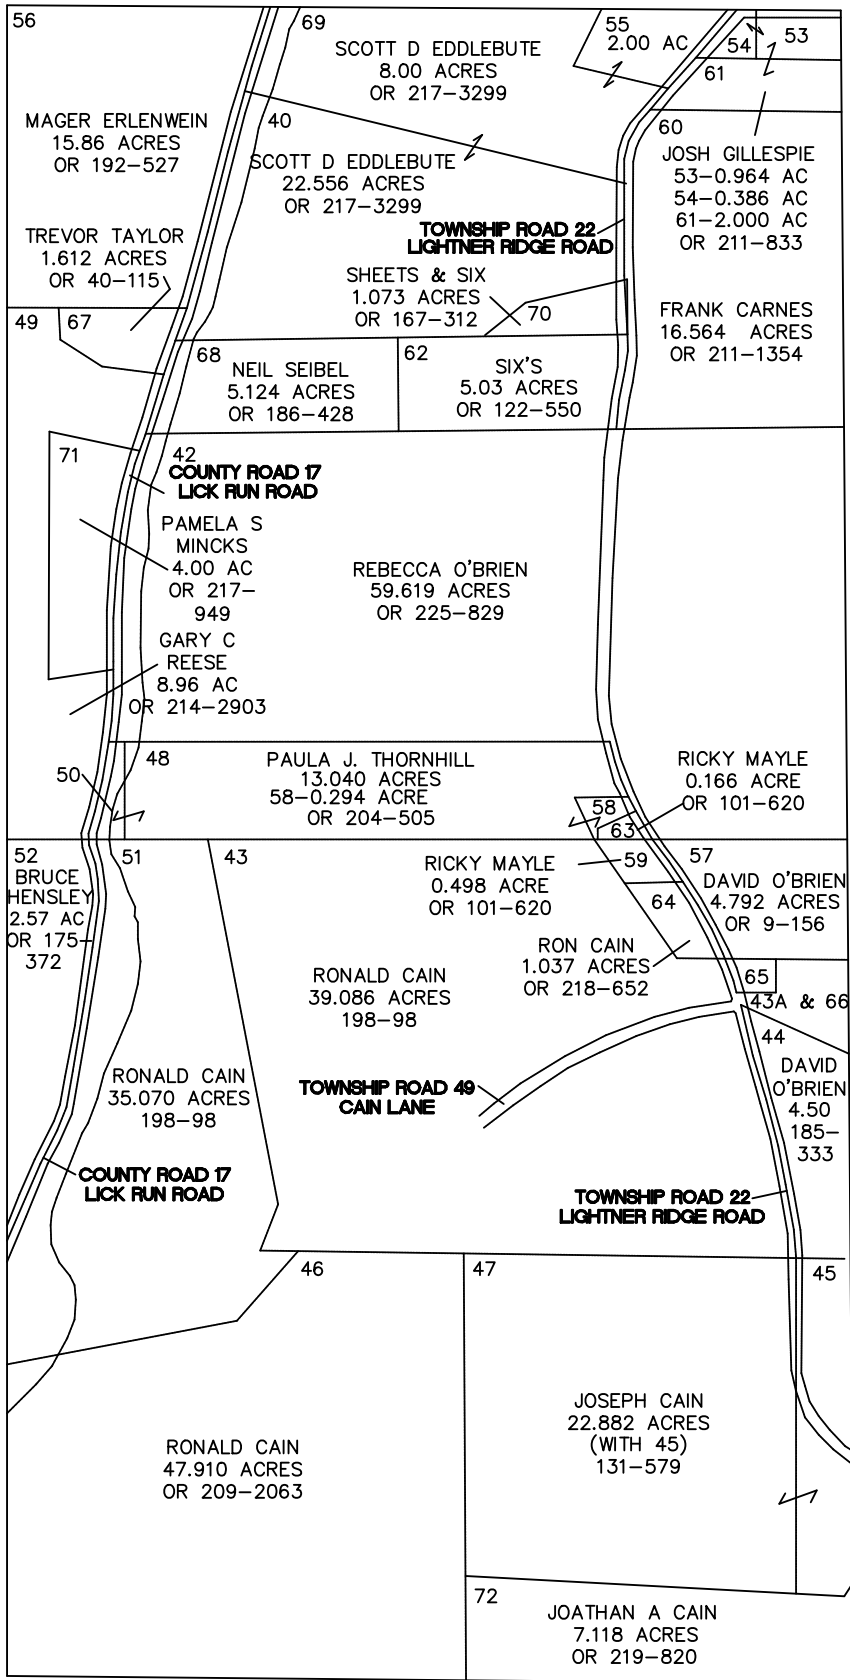 56
69
SCOTT D EDDLEBUTE
8.00 ACRES
OR 217-3299
55
2.00 AC
54
53
61
40
MAGER ERLENWEIN
15.86 ACRES
OR 192-527
SCOTT D EDDLEBUTE
22.556 ACRES
OR 217-3299
60
JOSH GILLESPIE
53-0.964 AC
54-0.386 AC
61-2.000 AC
OR 211-833
TREVOR TAYLOR
1.612 ACRES
OR 40-115
TOWNSHIP ROAD 22
LIGHTNER RIDGE ROAD
SHEETS & SIX
1.073 ACRES
OR 167-312
70
FRANK CARNES
16.564 ACRES
OR 211-1354
49
67
68
NEIL SEIBEL
5.124 ACRES
OR 186-428
62
SIX'S
5.03 ACRES
OR 122-550
71
42
COUNTY ROAD 17
LICK RUN ROAD
PAMELA S
MINCKS
4.00 AC
OR 217-
949
REBECCA O'BRIEN
59.619 ACRES
OR 225-829
GARY C
REESE
8.96 AC
OR 214-2903
50
48
PAULA J. THORNHILL
13.040 ACRES
58-0.294 ACRE
OR 204-505
RICKY MAYLE
0.166 ACRE
OR 101-620
58
63
52
BRUCE
HENSLEY
2.57 AC
OR 175-
372
51
43
RICKY MAYLE
0.498 ACRE
OR 101-620
59
57
DAVID O'BRIEN
4.792 ACRES
OR 9-156
64
RON CAIN
1.037 ACRES
OR 218-652
65
43A & 66
RONALD CAIN
39.086 ACRES
198-98
44
DAVID
O'BRIEN
4.50
185-
333
RONALD CAIN
35.070 ACRES
198-98
TOWNSHIP ROAD 49
CAIN LANE
COUNTY ROAD 17
LICK RUN ROAD
TOWNSHIP ROAD 22
LIGHTNER RIDGE ROAD
46
47
45
RONALD CAIN
47.910 ACRES
OR 209-2063
JOSEPH CAIN
22.882 ACRES
(WITH 45)
131-579
72
JOATHAN A CAIN
7.118 ACRES
OR 219-820